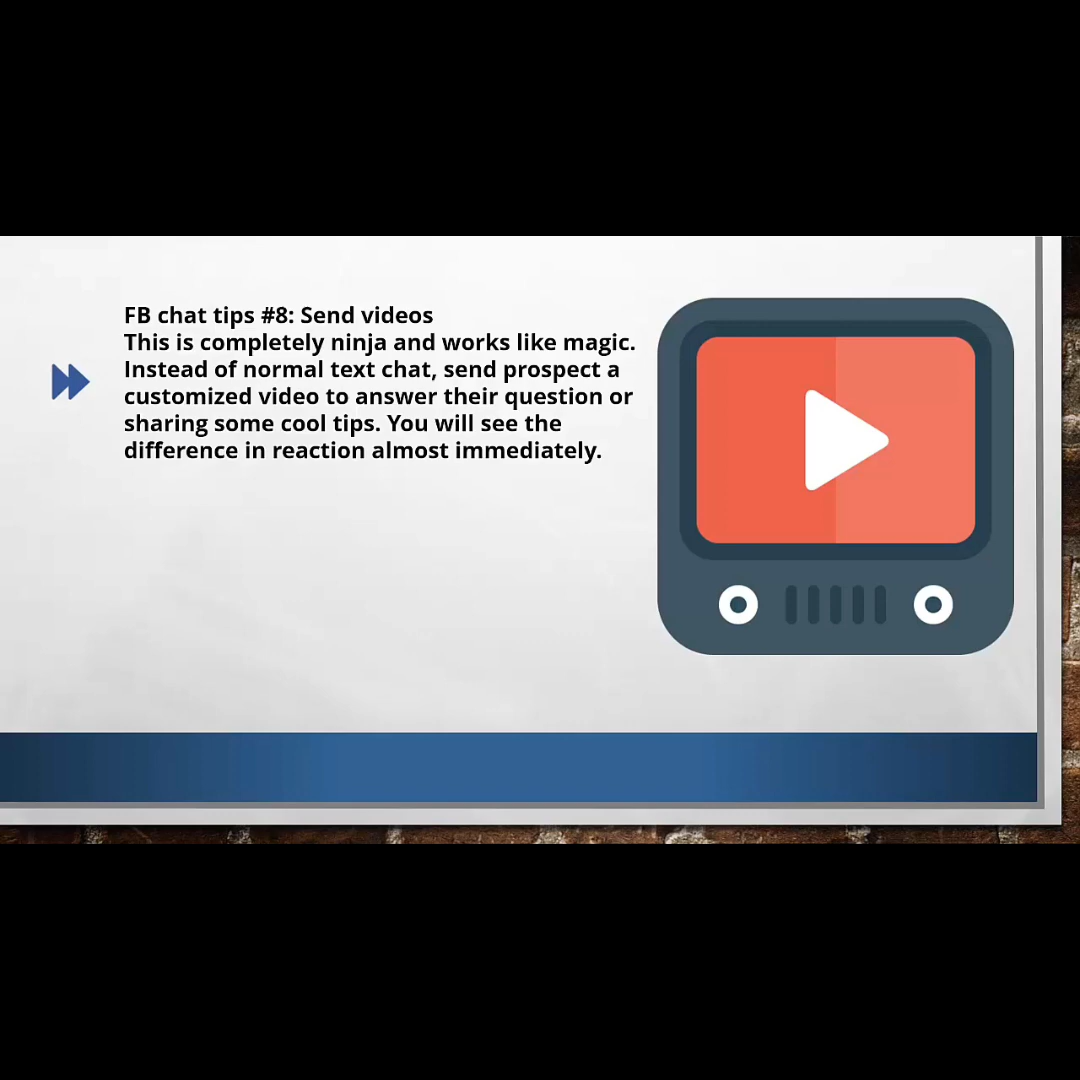 FB chat tips #8: Send videos
This is completely ninja and works like magic.
Instead of normal text chat, send prospect a
customized video to answer their question or
sharing some cool tips. You will see the
difference in reaction almost immediately.